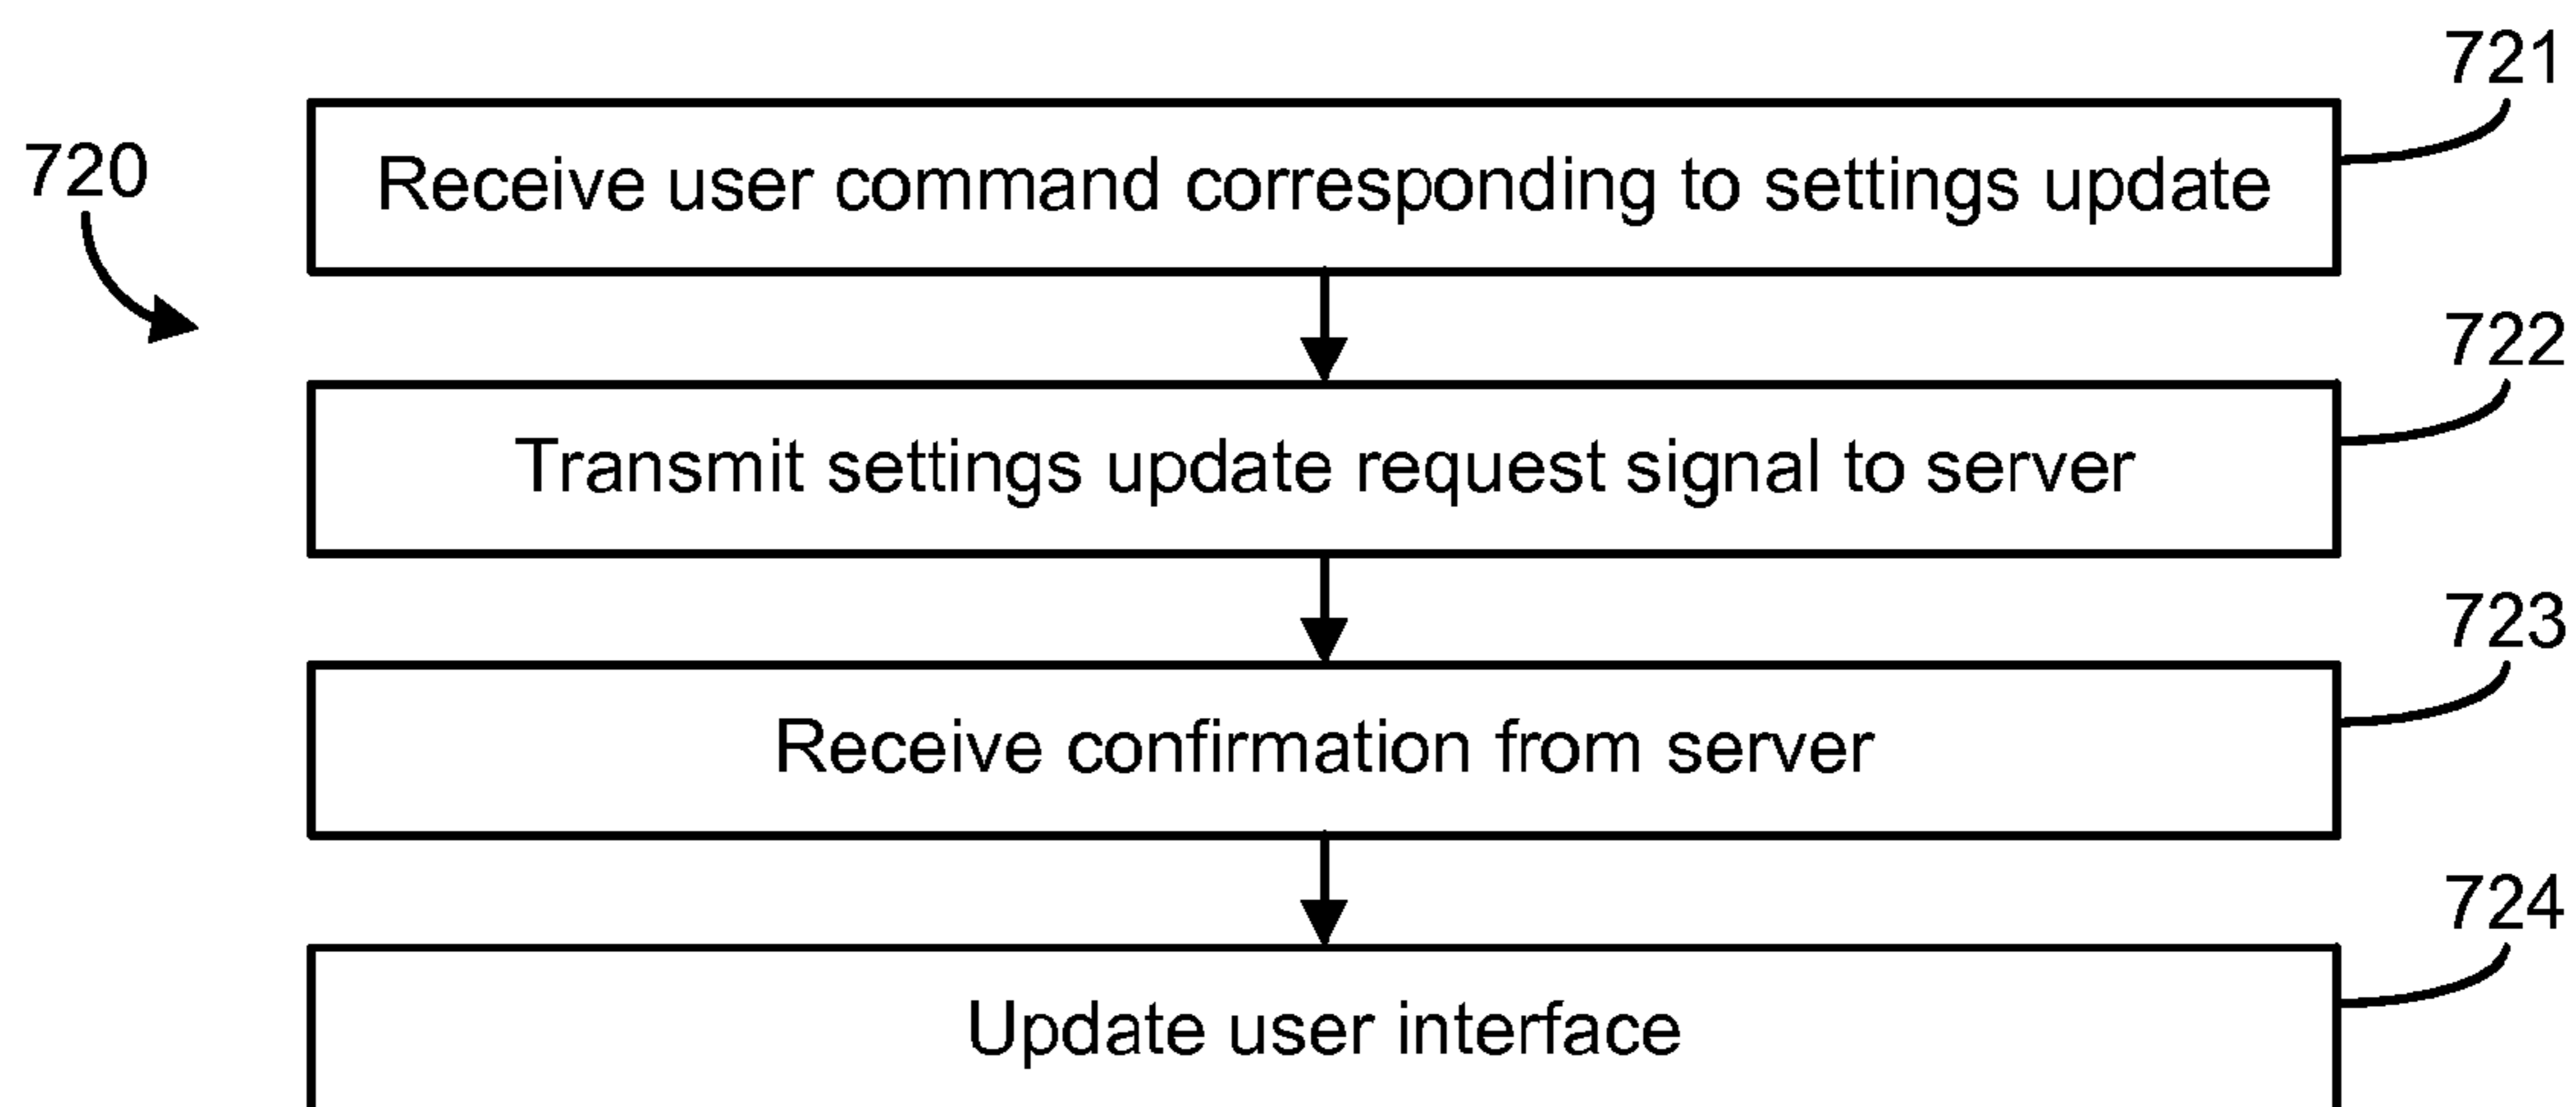 721
720
Receive user command corresponding to settings update
722
Transmit settings update request signal to server
723
Receive confirmation from server
724
Update user interface